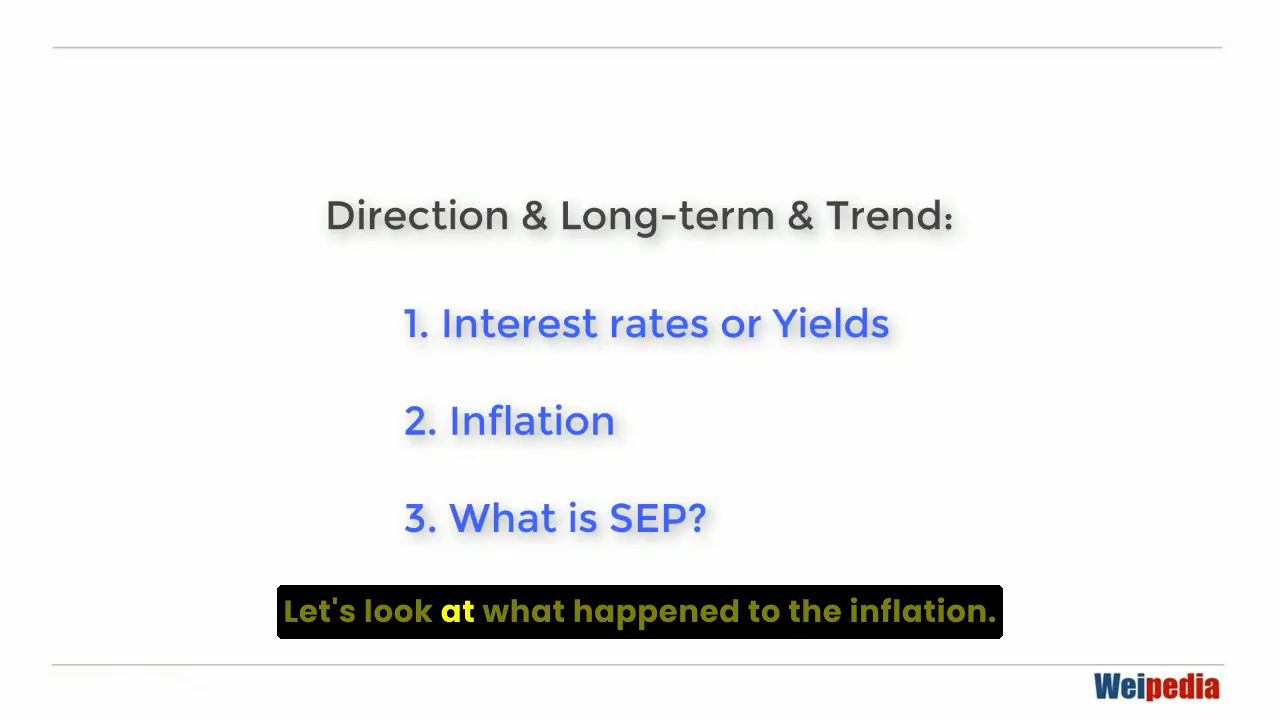 Direction & Long-term & Trend:
1. Interest rates or Yields
2. Inflation
3. What is SEP?
Let's look at what happened to the inflation.
Weipedia